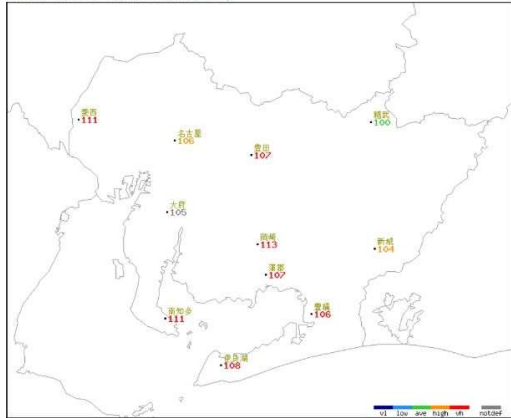 愛西
111
稲武
100
名古屋
106
豊田
107
大府
105
岡崎
113
新城
104
蒲郡
107
南知多
111
豊橋
106
伊良湖
108
vl low ave high vh notdef